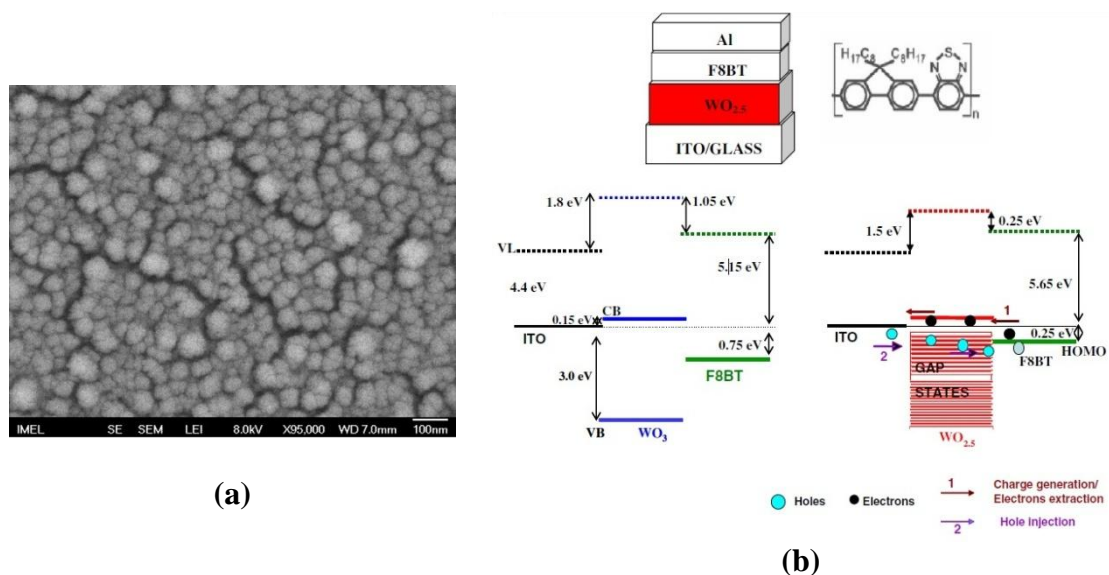 IMEL SE SEM LEI 8.0kV X95,000 WD 7.0mm 100nm
(a)
Al
F8BT
WO2.5
ITO/GLASS
H17C8 C8H17
N S N
n
1.8 eV
1.05 eV
VL
5.15 eV
4.4 eV
CB
0.15 eV
ITO
0.75 eV
F8BT
3.0 eV
VB WO3
1.5 eV
0.25 eV
5.65 eV
1
ITO
0.25 eV
2
HOMO
F8BT
GAP
STATES
WO2.5
Holes
Electrons
1
Charge generation/
Electrons extraction
2
Hole injection
(b)